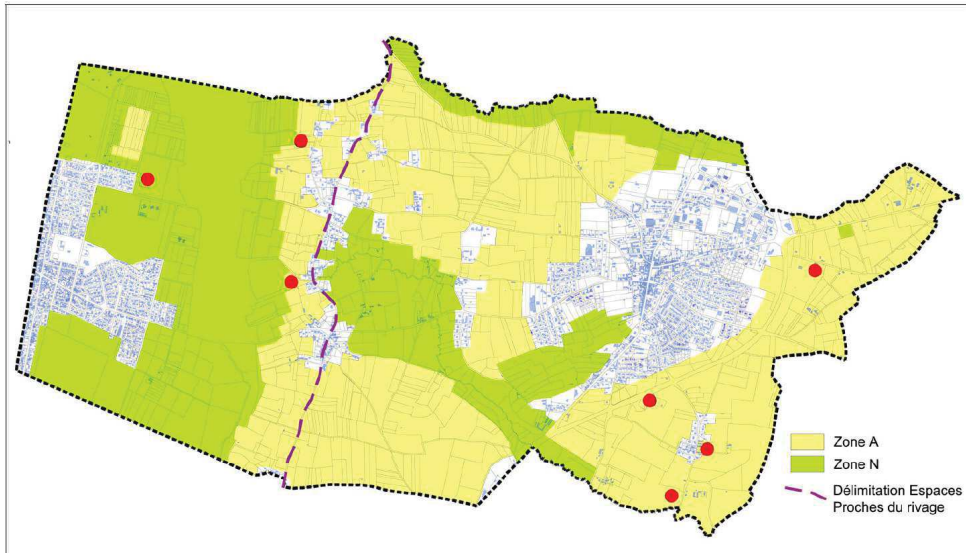 Zone A
Zone N
Délimitation Espaces
Proches du rivage